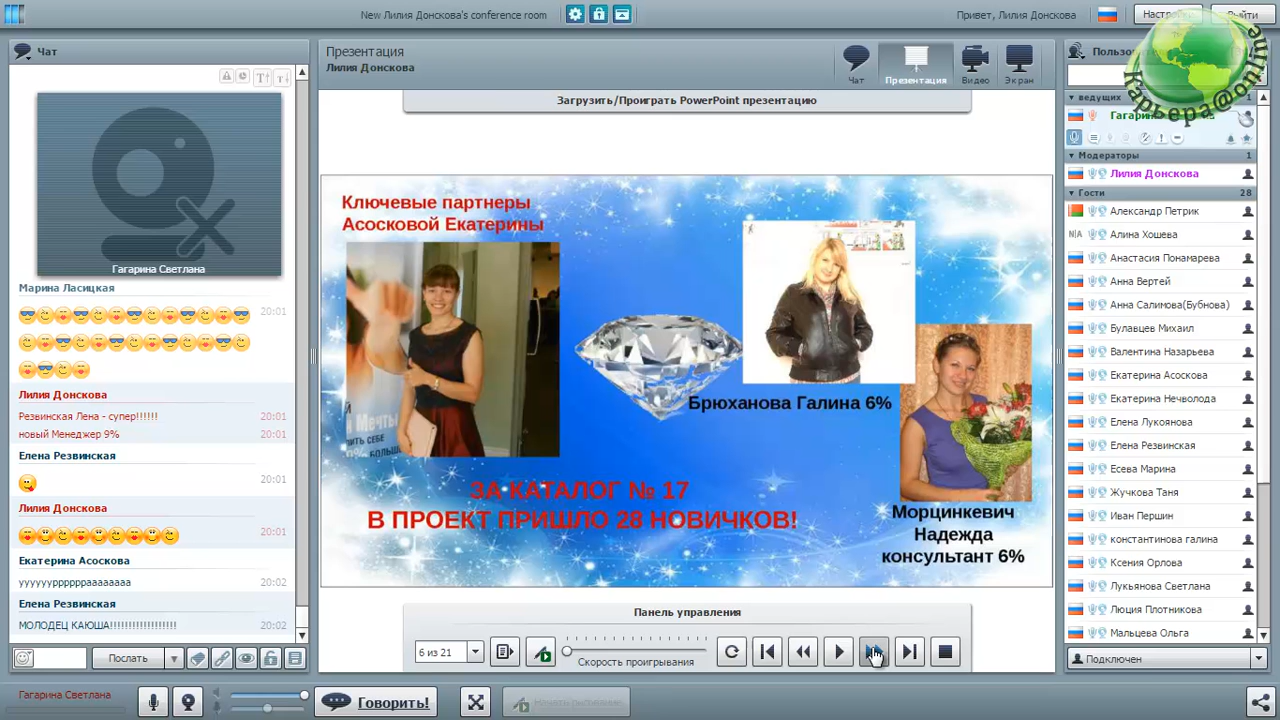 New Лилия Донскова's conference room
Привет, Лилия Донскова
Настройки
Выйти
карьера@online
Чат
Гагарина Светлана
Марина Ласицкая
20:01
Лилия Донскова
Резвинская Лена - супер!!!!!! 20:01
новый Менеджер 9% 20:01
Елена Резвинская
20:01
Лилия Донскова
20:01
Екатерина Асоскова
ууууууррррррааааааааа 20:02
Елена Резвинская
МОЛОДЕЦ КАЮША!!!!!!!!!!!!!!!!!! 20:02
Послать
Презентация
Лилия Донскова
Чат
Презентация
Видео
Экран
Загрузить/Проиграть PowerPoint презентацию
Ключевые партнеры
Асосковой Екатерины
Брюханова Галина 6%
ЗА КАТАЛОГ № 17
В ПРОЕКТ ПРИШЛО 28 НОВИЧКОВ!
Морцинкевич
Надежда
консультант 6%
Панель управления
6 из 21
Скорость проигрывания
ведущих 1
Модераторы 1
Лилия Донскова
Гости 28
Александр Петрик
N\A Алина Хошева
Анастасия Понамарева
Анна Вертей
Анна Салимова(Бубнова)
Булавцев Михаил
Валентина Назарьева
Екатерина Асоскова
Екатерина Нечволода
Елена Лукоянова
Елена Резвинская
Есева Марина
Жучкова Таня
Иван Першин
константинова галина
Ксения Орлова
Лукьянова Светлана
Люция Плотникова
Мальцева Ольга
Подключен
Гагарина Светлана
Говорить!